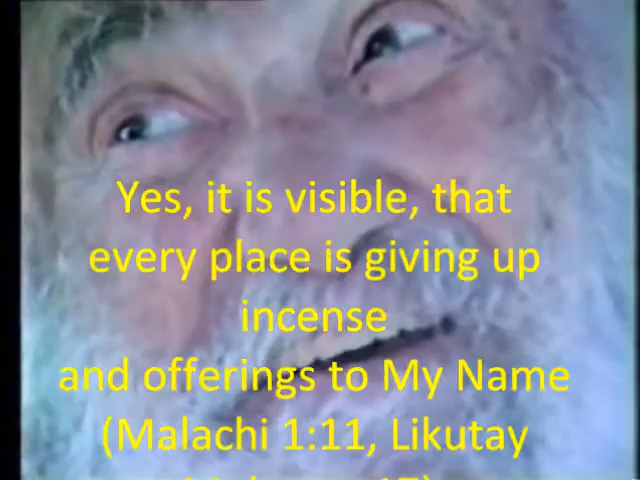 Yes, it is visible, that
every place is giving up
incense
and offerings to My Name
(Malachi 1:11, Likutay